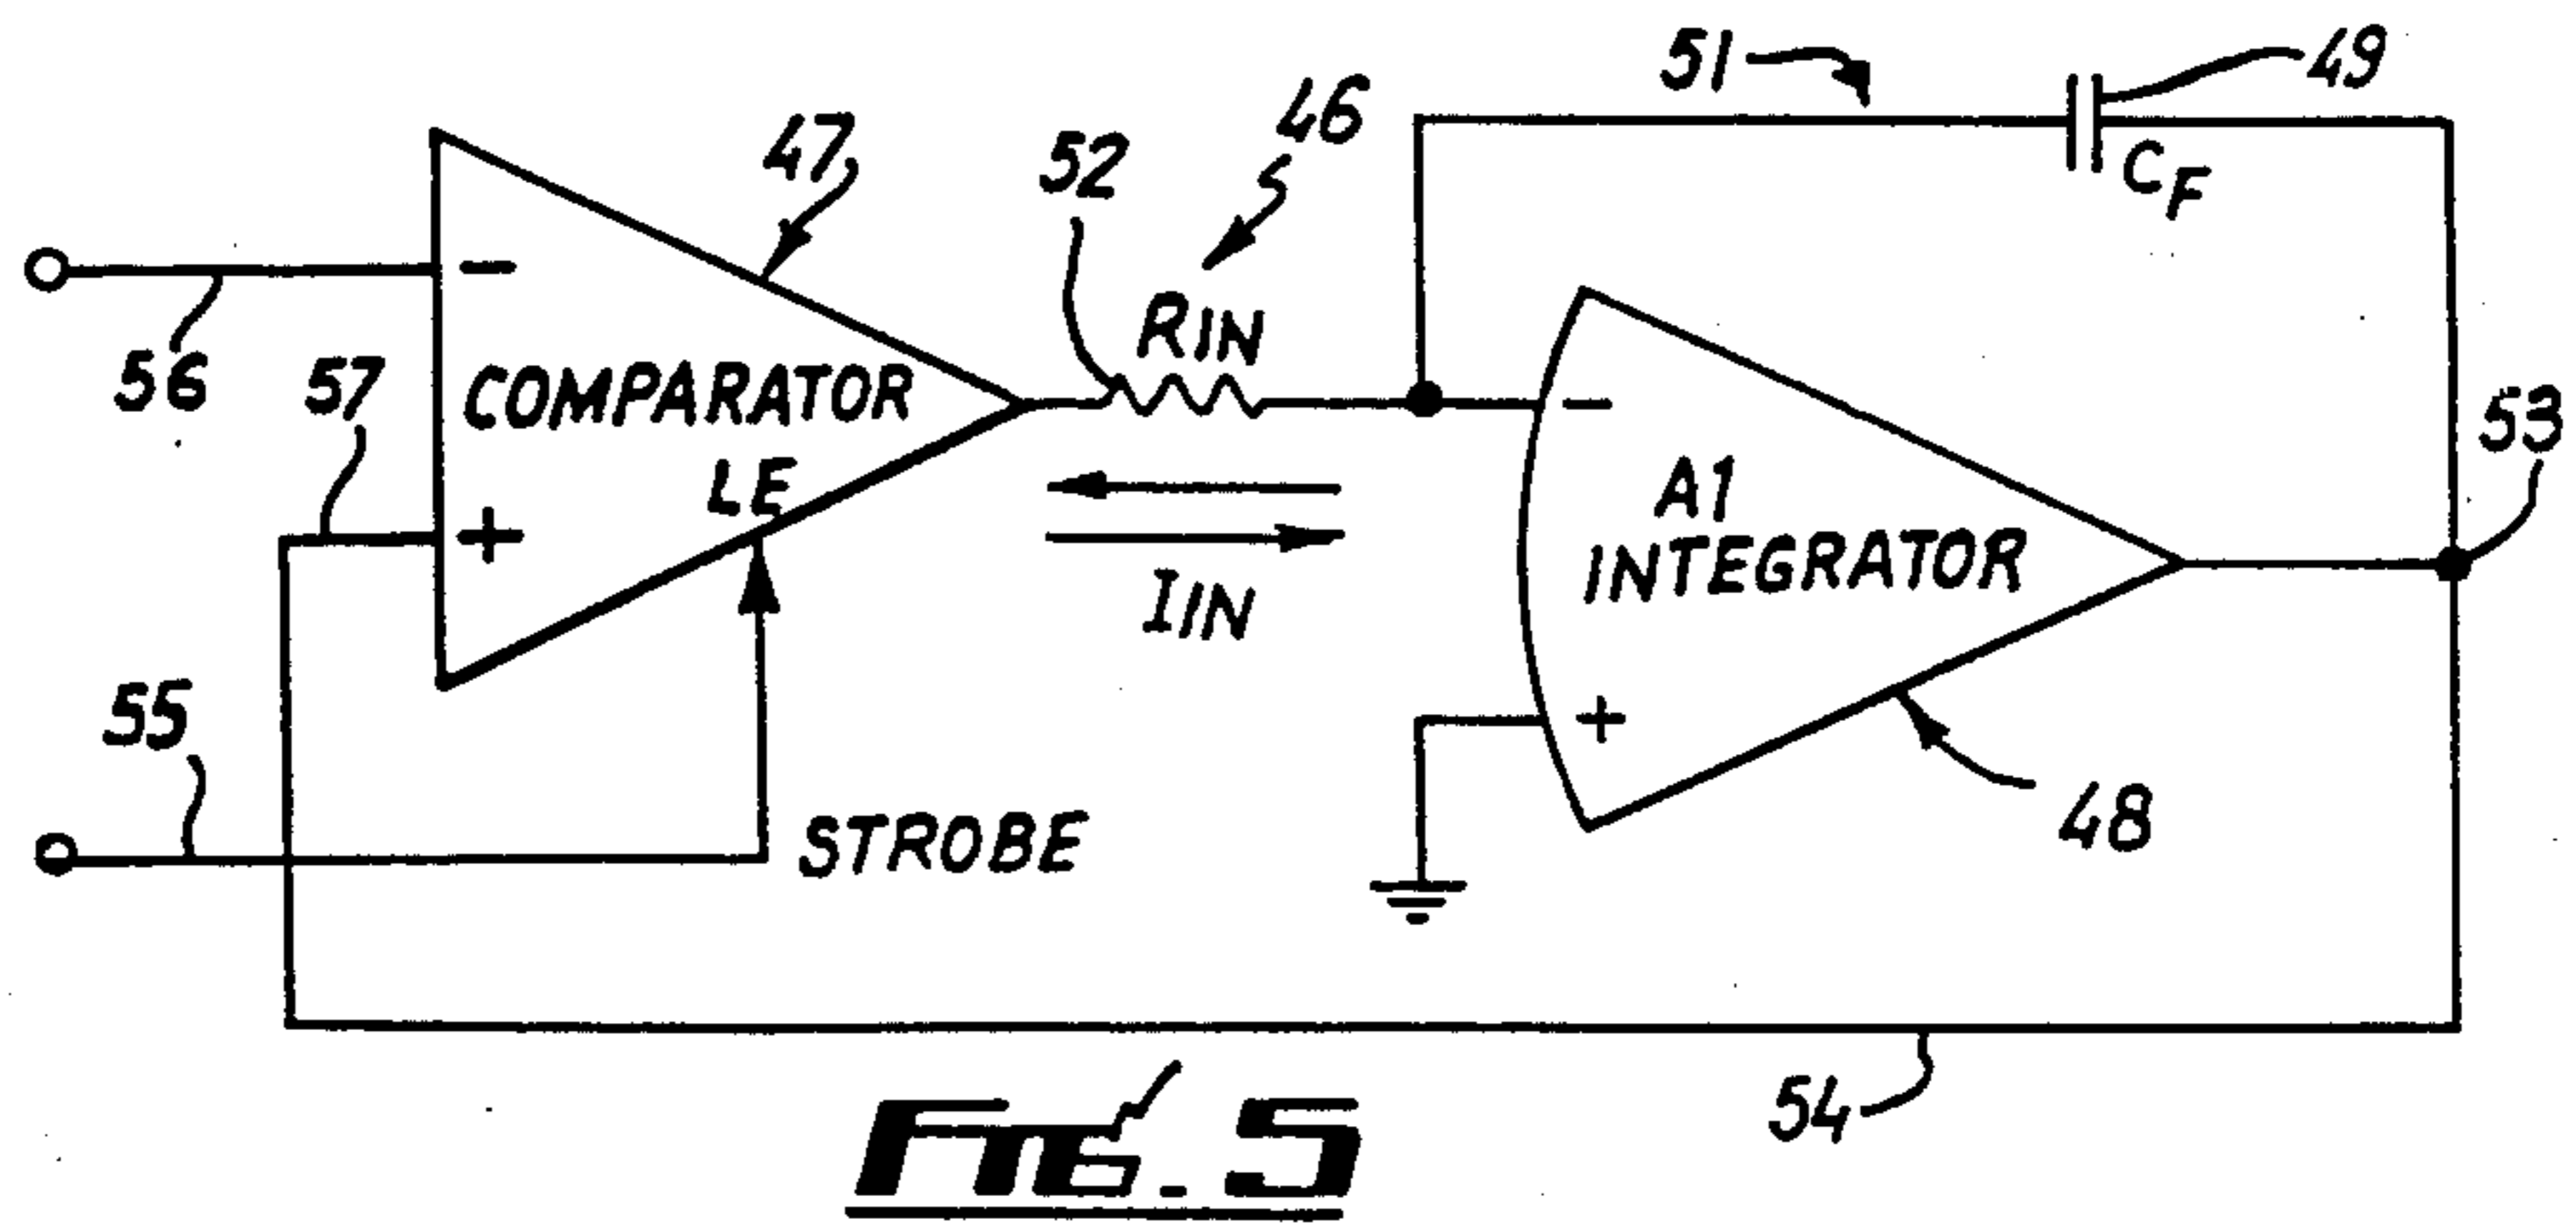 51
49
46
47
52
CF
RIN
56
57
COMPARATOR
LE
53
A1
INTEGRATOR
IIN
55
STROBE
48
54
FIG. 5
-
+
-
+